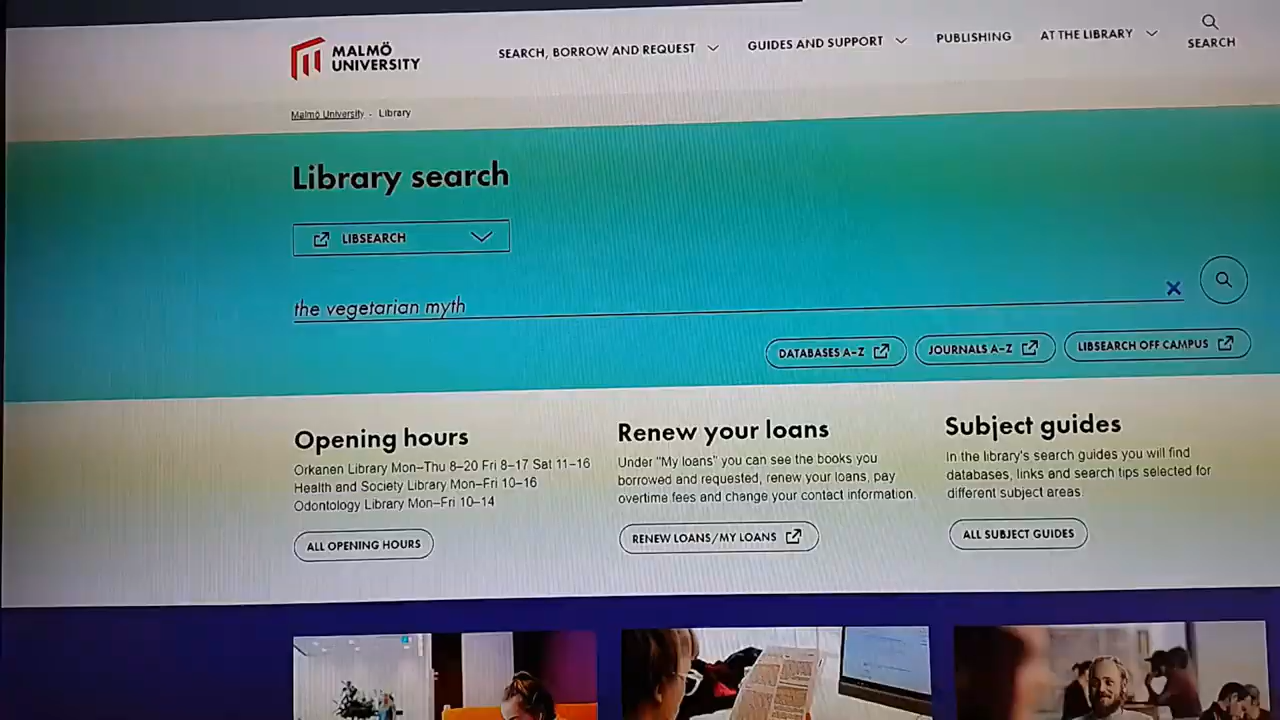 MALMÖ
UNIVERSITY
SEARCH, BORROW AND REQUEST
GUIDES AND SUPPORT
PUBLISHING
AT THE LIBRARY
SEARCH
Malmö University - Library
Library search
LIBSEARCH
the vegetarian myth
DATABASES A–Z
JOURNALS A–Z
LIBSEARCH OFF CAMPUS
Opening hours
Orkanen Library Mon–Thu 8–20 Fri 8–17 Sat 11–16
Health and Society Library Mon–Fri 10–16
Odontology Library Mon–Fri 10–14
ALL OPENING HOURS
Renew your loans
Under "My loans" you can see the books you
borrowed and requested, renew your loans, pay
overtime fees and change your contact information.
RENEW LOANS/MY LOANS
Subject guides
In the library's search guides you will find
databases, links and search tips selected for
different subject areas.
ALL SUBJECT GUIDES